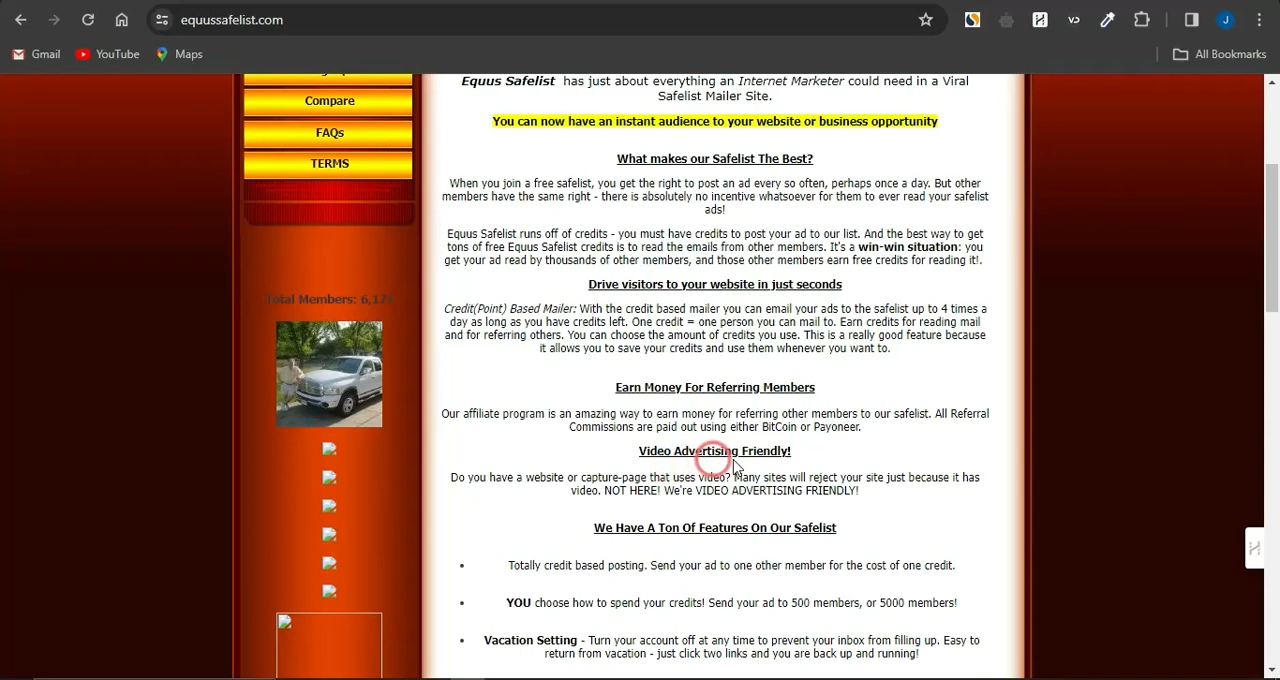 equussafelist.com
Gmail
YouTube
Maps
All Bookmarks
Compare
FAQs
TERMS
Total Members:
Equus Safelist has just about everything an Internet Marketer could need in a Viral
Safelist Mailer Site.
You can now have an instant audience to your website or business opportunity
What makes our Safelist The Best?
When you join a free safelist, you get the right to post an ad every so often, perhaps once a day. But other
members have the same right - there is absolutely no incentive whatsoever for them to ever read your safelist
ads!
Equus Safelist runs off of credits - you must have credits to post your ad to our list. And the best way to get
tons of free Equus Safelist credits is to read the emails from other members. It's a win-win situation: you
get your ad read by thousands of other members, and those other members earn free credits for reading it!.
Drive visitors to your website in just seconds
Credit(Point) Based Mailer: With the credit based mailer you can email your ads to the safelist up to 4 times a
day as long as you have credits left. One credit = one person you can mail to. Earn credits for reading mail
and for referring others. You can choose the amount of credits you use. This is a really good feature because
it allows you to save your credits and use them whenever you want to.
Earn Money For Referring Members
Our affiliate program is an amazing way to earn money for referring other members to our safelist. All Referral
Commissions are paid out using either BitCoin or Payoneer.
Video Advertising Friendly!
Do you have a website or capture-page that uses video? Many sites will reject your site just because it has
video. NOT HERE! We're VIDEO ADVERTISING FRIENDLY!
We Have A Ton Of Features On Our Safelist
Totally credit based posting. Send your ad to one other member for the cost of one credit.
YOU choose how to spend your credits! Send your ad to 500 members, or 5000 members!
Vacation Setting - Turn your account off at any time to prevent your inbox from filling up. Easy to
return from vacation - just click two links and you are back up and running!